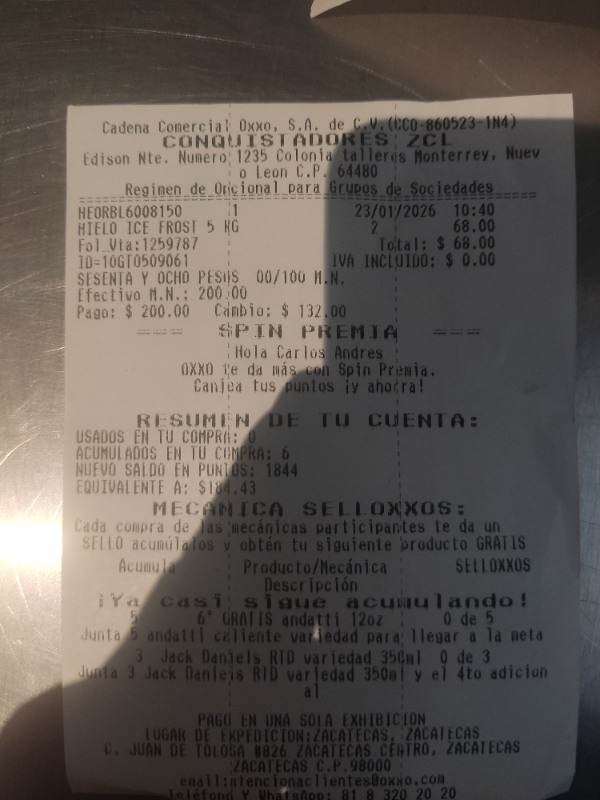 Cadena Comercial Oxxo, S.A. de C.V.(CCO-860523-1N4)
CONQUISTADORES ZCL
Edison Nte. Numero 1235 Colonia talleres Monterrey, Nuev
o Leon C.P. 64480
Regimen de Opcional para Grupos de Sociedades
HEORBL6008150 1 23/01/2026 10:40
HIELO ICE FROST 5 KG 2 68.00
Fol_Vta:1259787 Total: $ 68.00
ID=10GT0509061 IVA INCLUIDO: $ 0.00
SESENTA Y OCHO PESOS 00/100 M.N.
Efectivo M.N.: 200.00
Pago: $ 200.00 Cambio: $ 132.00
=== SPIN PREMIA ===
Hola Carlos Andres
OXXO te da más con Spin Premia.
Canjea tus puntos ¡y ahorra!
RESUMEN DE TU CUENTA:
USADOS EN TU COMPRA: 0
ACUMULADOS EN TU COMPRA: 6
NUEVO SALDO EN PUNTOS: 1844
EQUIVALENTE A: $184.43
MECANICA SELLOXXOS:
Cada compra de las mecánicas participantes te da un
SELLO acumúlalos y obtén tu siguiente producto GRATIS
Acumula Producto/Mecánica SELLOXXOS
Descripción
¡Ya casi sigue acumulando!
5 6° GRATIS andatti 12oz 0 de 5
Junta 5 andatti caliente variedad para llegar a la meta
3 Jack Daniels RTD variedad 350ml 0 de 3
Junta 3 Jack Daniels RTD variedad 350ml y el 4to adicion
al
PAGO EN UNA SOLA EXHIBICION
LUGAR DE EXPEDICION:ZACATECAS, ZACATECAS
C. JUAN DE TOLOSA #826 ZACATECAS CENTRO, ZACATECAS
ZACATECAS C.P.98000
email:atencionaclientes@oxxo.com
Teléfono Y WhatsApp: 81 8 320 20 20